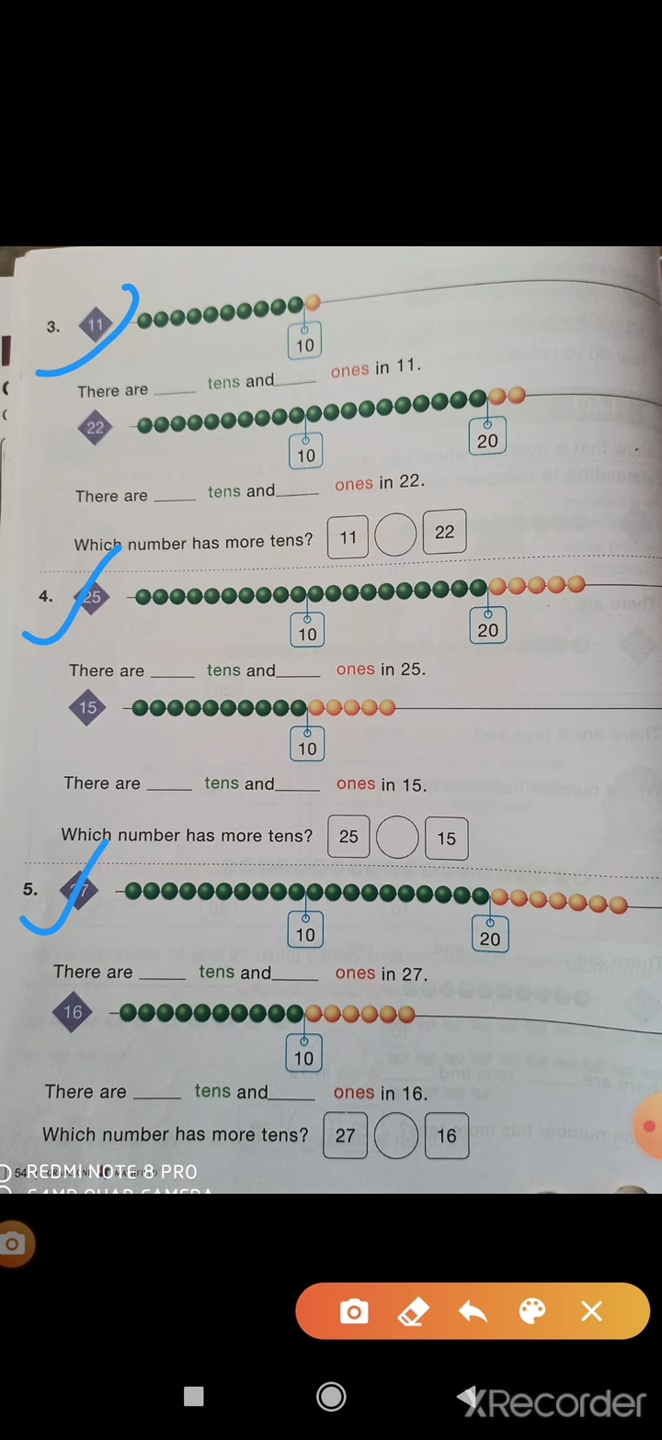 3. 11
10
There are ____ tens and____ ones in 11.
22
10 20
There are ____ tens and____ ones in 22.
Which number has more tens? 11 22
4. 25
10 20
There are ____ tens and____ ones in 25.
15
10
There are ____ tens and____ ones in 15.
Which number has more tens? 25 15
5.
10 20
There are ____ tens and____ ones in 27.
16
10
There are ____ tens and____ ones in 16.
Which number has more tens? 27 16
54
REDMI NOTE 8 PRO
XRecorder